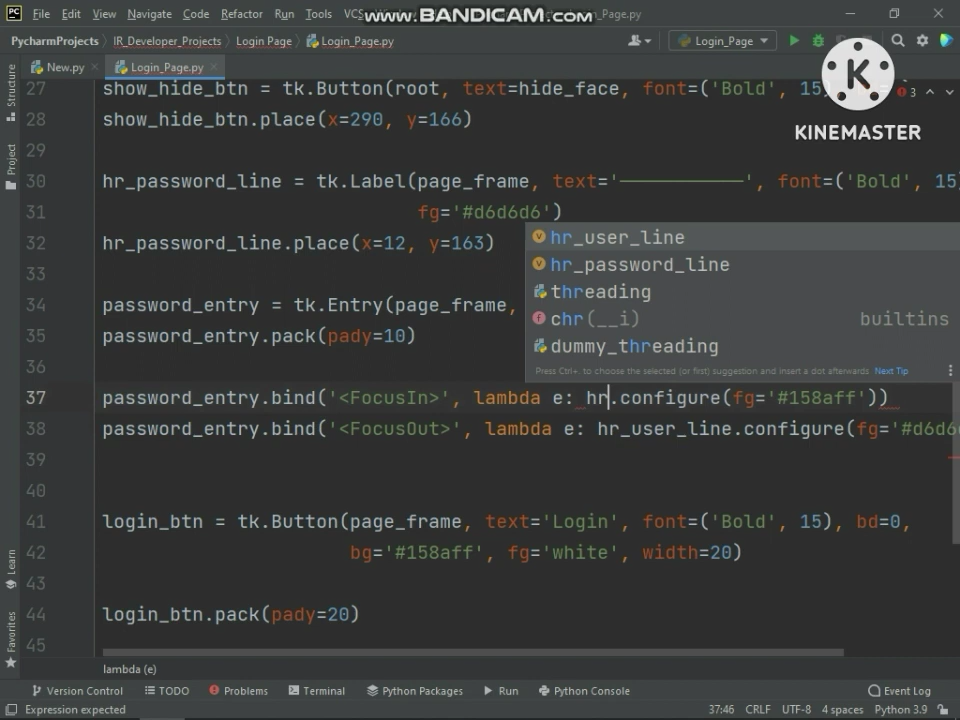 File Edit View Navigate Code Refactor Run Tools VCS www.BANDICAM.com n_Page.py
PycharmProjects IR_Developer_Projects Login Page Login_Page.py Login_Page
New.py Login_Page.py
K
KINEMASTER
3
27 show_hide_btn = tk.Button(root, text=hide_face, font=('Bold', 15)
28 show_hide_btn.place(x=290, y=166)
29
30 hr_password_line = tk.Label(page_frame, text='───────────', font=('Bold', 15
31 fg='#d6d6d6')
32 hr_password_line.place(x=12, y=163)
33
34 password_entry = tk.Entry(page_frame,
35 password_entry.pack(pady=10)
36
37 password_entry.bind('<FocusIn>', lambda e: hr.configure(fg='#158aff'))
38 password_entry.bind('<FocusOut>', lambda e: hr_user_line.configure(fg='#d6d6
39
40
41 login_btn = tk.Button(page_frame, text='Login', font=('Bold', 15), bd=0,
42 bg='#158aff', fg='white', width=20)
43
44 login_btn.pack(pady=20)
45
hr_user_line
hr_password_line
threading
chr(__i) builtins
dummy_threading
Press Ctrl+. to choose the selected (or first) suggestion and insert a dot afterwards Next Tip
Structure
Project
Learn
Favorites
lambda (e)
Version Control TODO Problems Terminal Python Packages Run Python Console Event Log
Expression expected 37:46 CRLF UTF-8 4 spaces Python 3.9